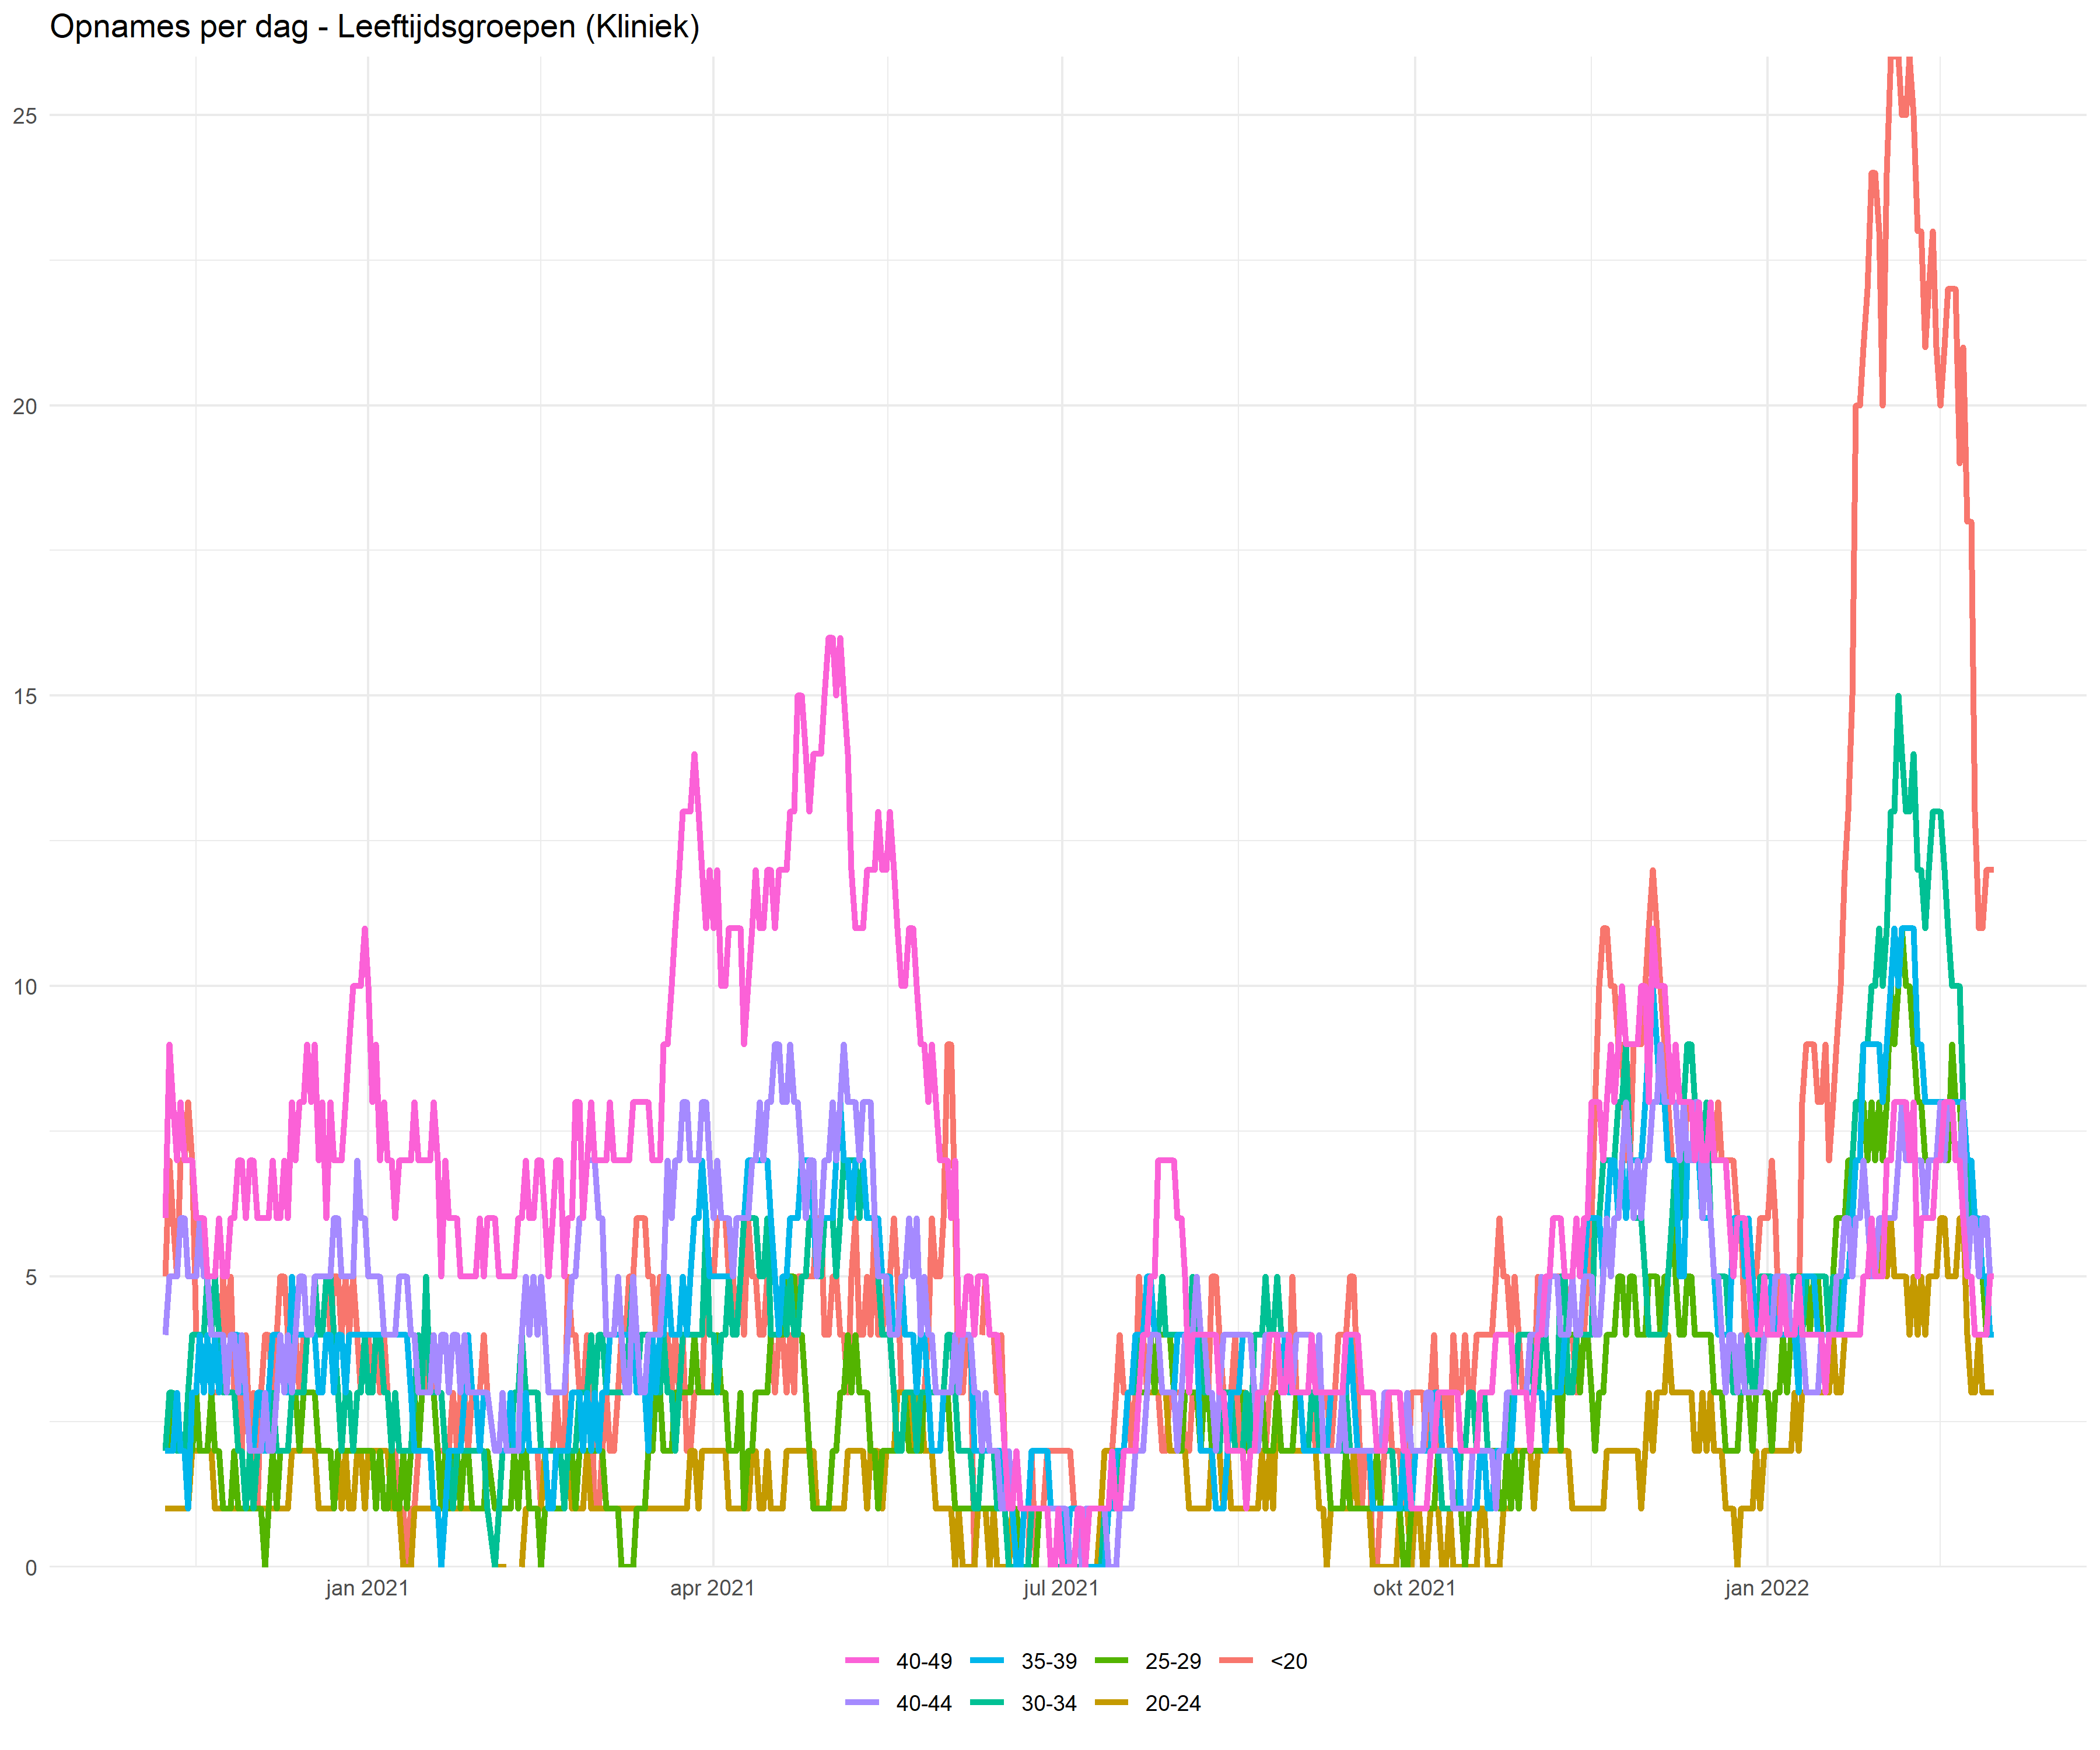 Opnames per dag - Leeftijdsgroepen (Kliniek)
25
20
15
10
5
0
jan 2021 apr 2021 jul 2021 okt 2021 jan 2022
40-49 35-39 25-29 <20
40-44 30-34 20-24